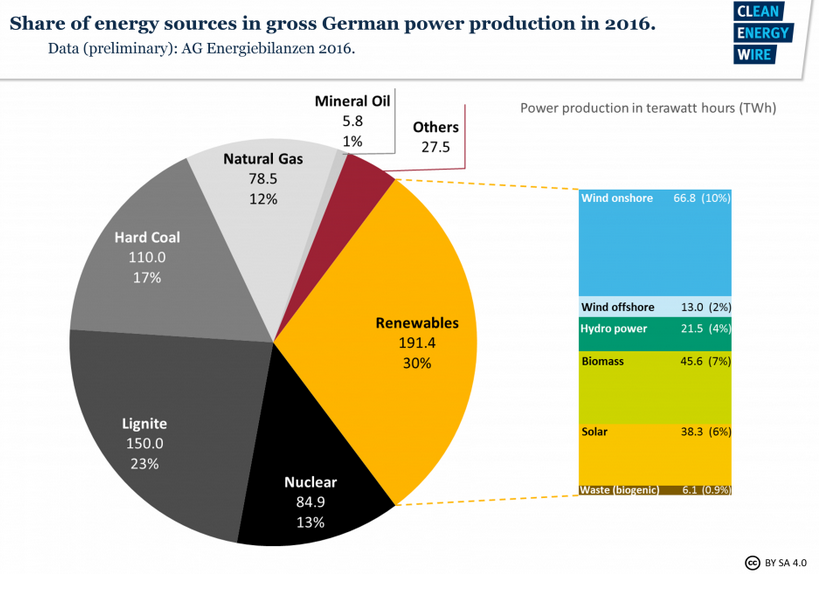 Share of energy sources in gross German power production in 2016.
Data (preliminary): AG Energiebilanzen 2016.
CLEAN
ENERGY
WIRE
Power production in terawatt hours (TWh)
Mineral Oil
5.8
1%
Others
27.5
Natural Gas
78.5
12%
Hard Coal
110.0
17%
Lignite
150.0
23%
Nuclear
84.9
13%
Renewables
191.4
30%
Wind onshore 66.8 (10%)
Wind offshore 13.0 (2%)
Hydro power 21.5 (4%)
Biomass 45.6 (7%)
Solar 38.3 (6%)
Waste (biogenic) 6.1 (0.9%)
cc BY SA 4.0